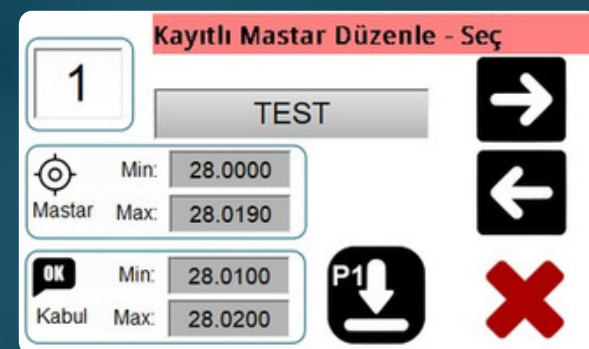 Kayıtlı Mastar Düzenle - Seç
1
TEST
Mastar
Min: 28.0000
Max: 28.0190
OK
Kabul
Min: 28.0100
Max: 28.0200
P1